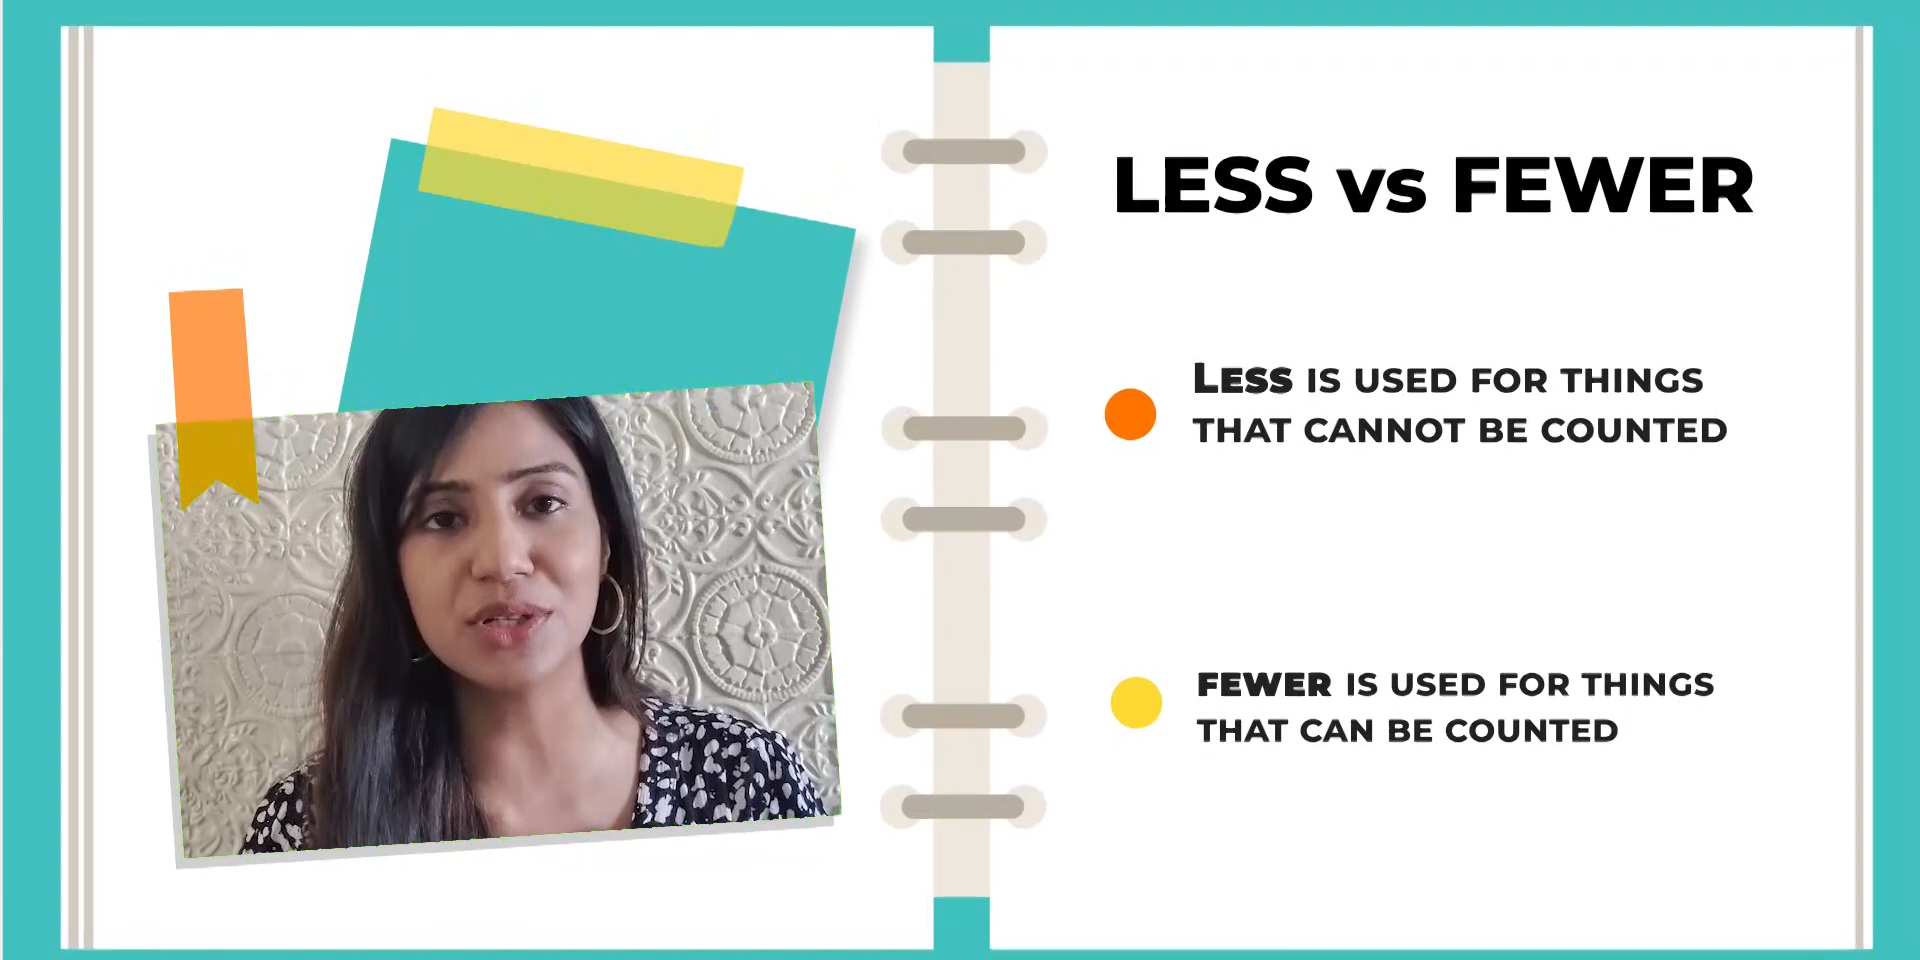 LESS vs FEWER
LESS IS USED FOR THINGS
THAT CANNOT BE COUNTED
FEWER IS USED FOR THINGS
THAT CAN BE COUNTED